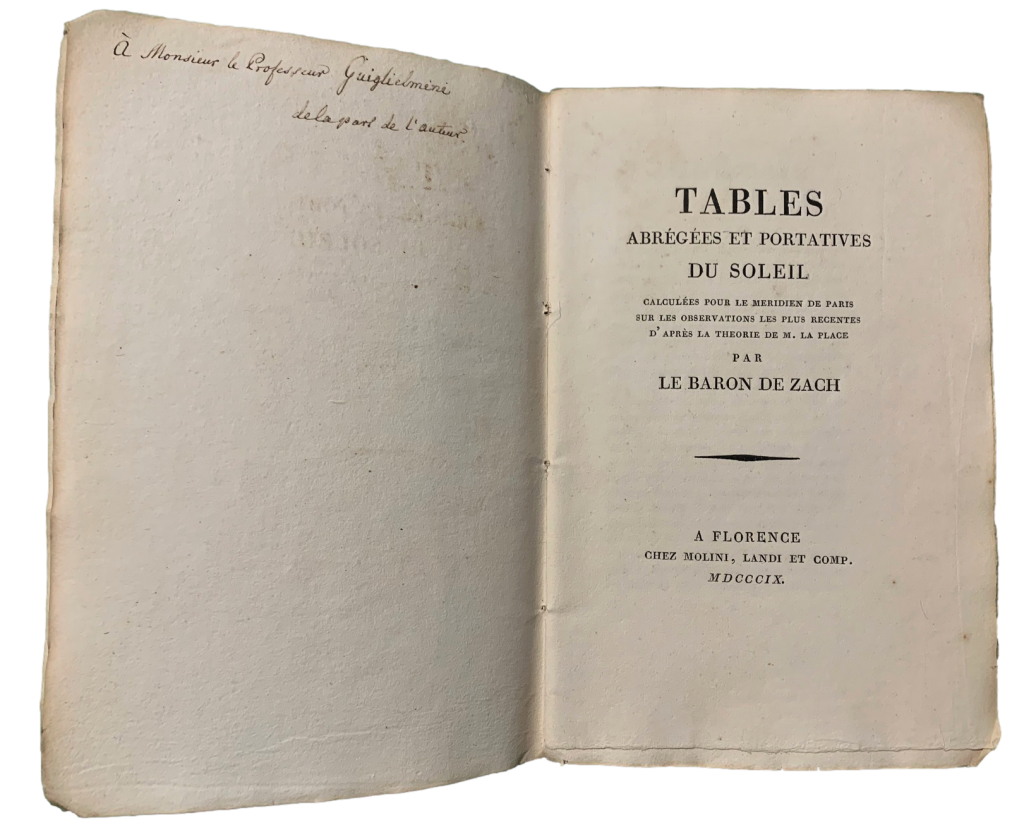 À Monsieur le Professeur Guiglielmini
de la part de l'auteur.
TABLES
ABRÉGÉES ET PORTATIVES
DU SOLEIL
CALCULÉES POUR LE MERIDIEN DE PARIS
SUR LES OBSERVATIONS LES PLUS RECENTES
D'APRÈS LA THEORIE DE M. LA PLACE
PAR
LE BARON DE ZACH
A FLORENCE
CHEZ MOLINI, LANDI ET COMP.
MDCCCIX.